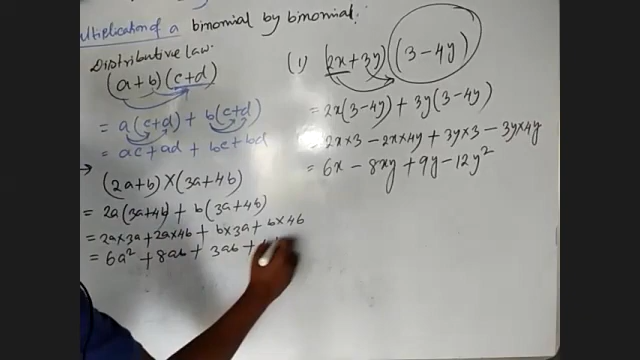 multiplication of a binomial by binomial
Distributive law:
(a+b)(c+d)
= a(c+d) + b(c+d)
= ac + ad + bc + bd
→ (2a+b) × (3a+4b)
= 2a(3a+4b) + b(3a+4b)
= 2a×3a + 2a×4b + b×3a + b×4b
= 6a² + 8ab + 3ab +
(1) (2x+3y)(3-4y)
= 2x(3-4y) + 3y(3-4y)
= 2x×3 - 2x×4y + 3y×3 - 3y×4y
= 6x - 8xy + 9y - 12y²